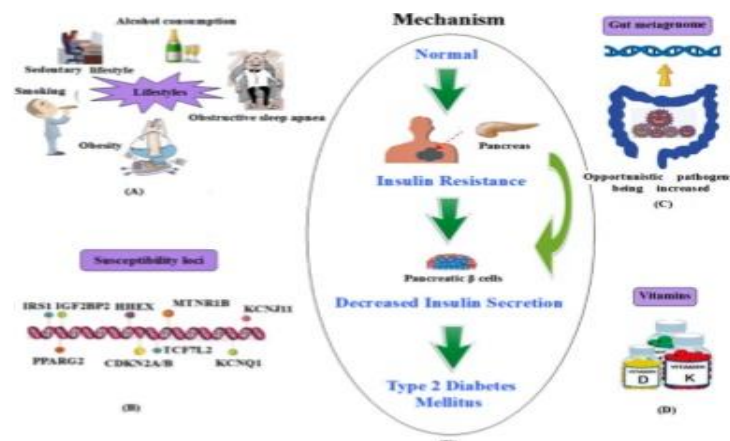 Alcohol consumption
Sedentary lifestyle
Smoking
Lifestyles
Obstructive sleep apnea
Obesity
(A)
Susceptibility loci
IRS1 IGF2BP2 HHEX MTNR1B KCNJ11
PPARG2 CDKN2A/B TCF7L2 KCNQ1
(B)
Mechanism
Normal
Pancreas
Insulin Resistance
Pancreatic β cells
Decreased Insulin Secretion
Type 2 Diabetes
Mellitus
Gut metagenome
Opportunistic pathogen
being increased
(C)
Vitamins
VITAMIN
D
VITAMIN
K
(D)